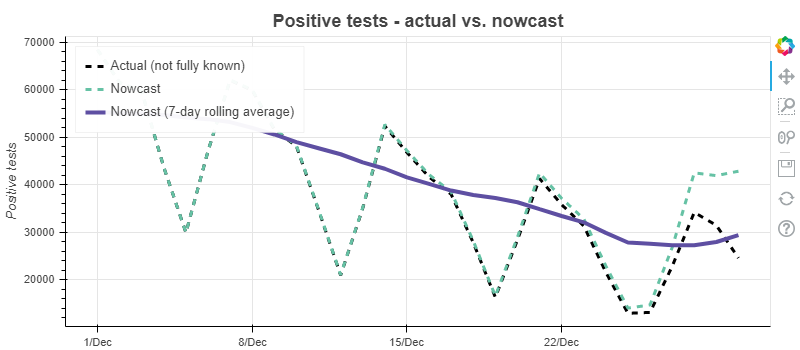 Positive tests - actual vs. nowcast
70000
60000
50000
40000
30000
20000
Positive tests
Actual (not fully known)
Nowcast
Nowcast (7-day rolling average)
1/Dec
8/Dec
15/Dec
22/Dec